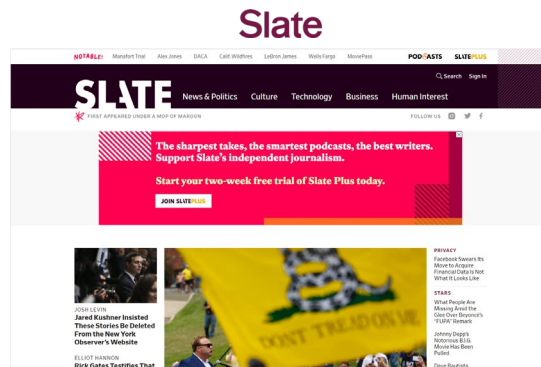 Slate
NOTABLE! Manafort Trial Alex Jones DACA Calif. Wildfires LeBron James Wells Fargo MoviePass PODCASTS SLATEPLUS
Search Sign In
SLATE News & Politics Culture Technology Business Human Interest
FIRST APPEARED UNDER A MOP OF MAROON FOLLOW US
The sharpest takes, the smartest podcasts, the best writers.
Support Slate's independent journalism.
Start your two-week free trial of Slate Plus today.
JOIN SLATEPLUS
JOSH LEVIN
Jared Kushner Insisted
These Stories Be Deleted
From the New York
Observer's Website
ELLIOT HANNON
Rick Gates Testifies That
DONT TREAD ON ME
PRIVACY
Facebook Swears Its
Move to Acquire
Financial Data Is Not
What It Looks Like
STARS
What People Are
Missing Amid the
Glee Over Beyoncé's
"FUPA" Remark
Johnny Depp's
Notorious B.I.G.
Movie Has Been
Pulled
Dave Bautista